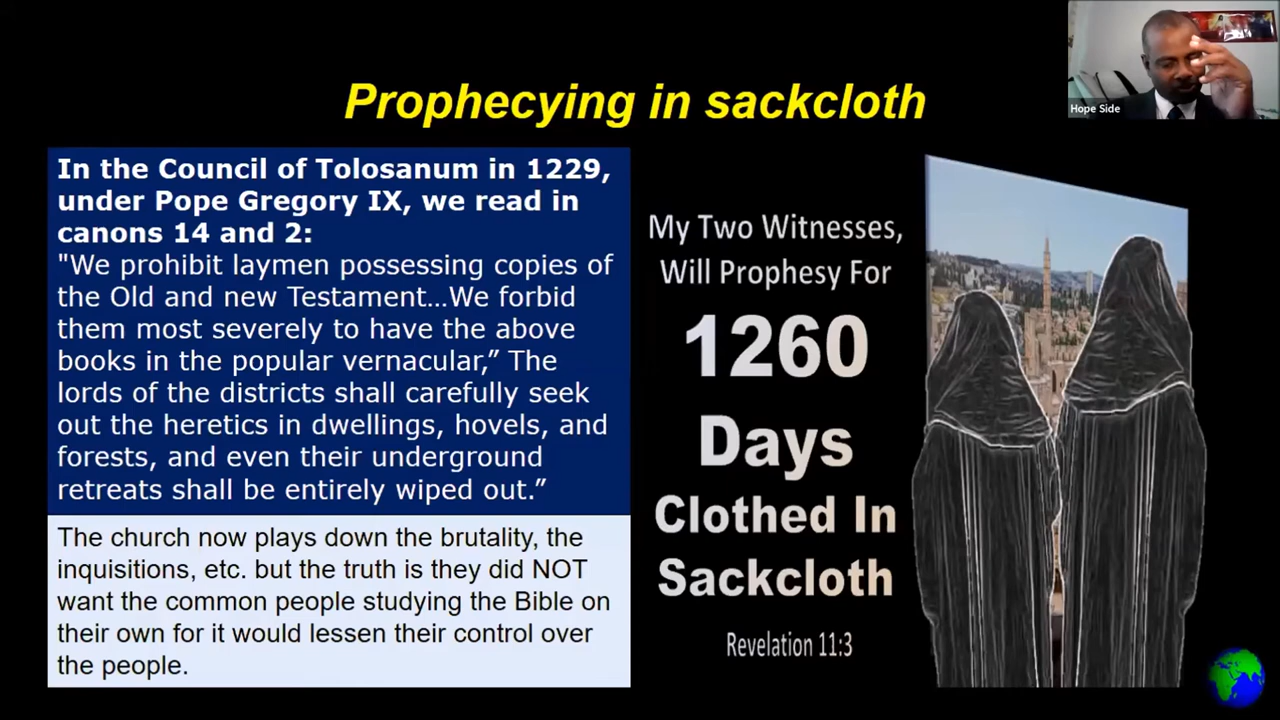 Prophecying in sackcloth
Hope Side
In the Council of Tolosanum in 1229,
under Pope Gregory IX, we read in
canons 14 and 2:
"We prohibit laymen possessing copies of
the Old and new Testament...We forbid
them most severely to have the above
books in the popular vernacular,” The
lords of the districts shall carefully seek
out the heretics in dwellings, hovels, and
forests, and even their underground
retreats shall be entirely wiped out.”
The church now plays down the brutality, the
inquisitions, etc. but the truth is they did NOT
want the common people studying the Bible on
their own for it would lessen their control over
the people.
My Two Witnesses,
Will Prophesy For
1260
Days
Clothed In
Sackcloth
Revelation 11:3